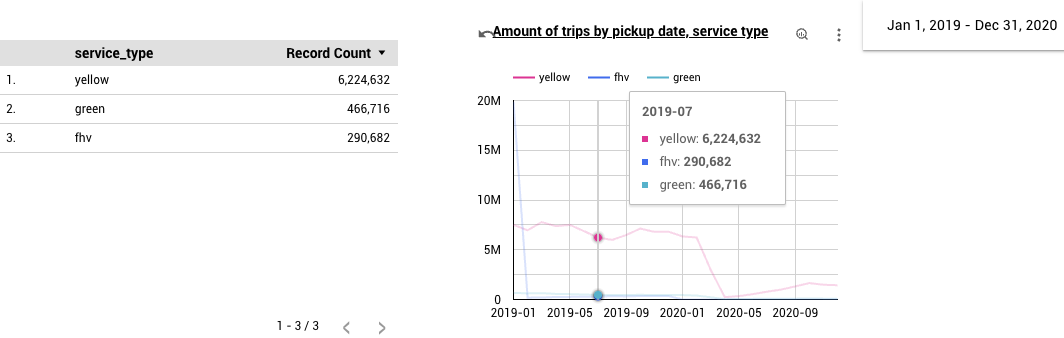 service_type Record Count
1. yellow 6,224,632
2. green 466,716
3. fhv 290,682
1 - 3 / 3
Amount of trips by pickup date, service type
yellow fhv green
20M
15M
10M
5M
0
2019-01 2019-05 2019-09 2020-01 2020-05 2020-09
2019-07
yellow: 6,224,632
fhv: 290,682
green: 466,716
Jan 1, 2019 - Dec 31, 2020